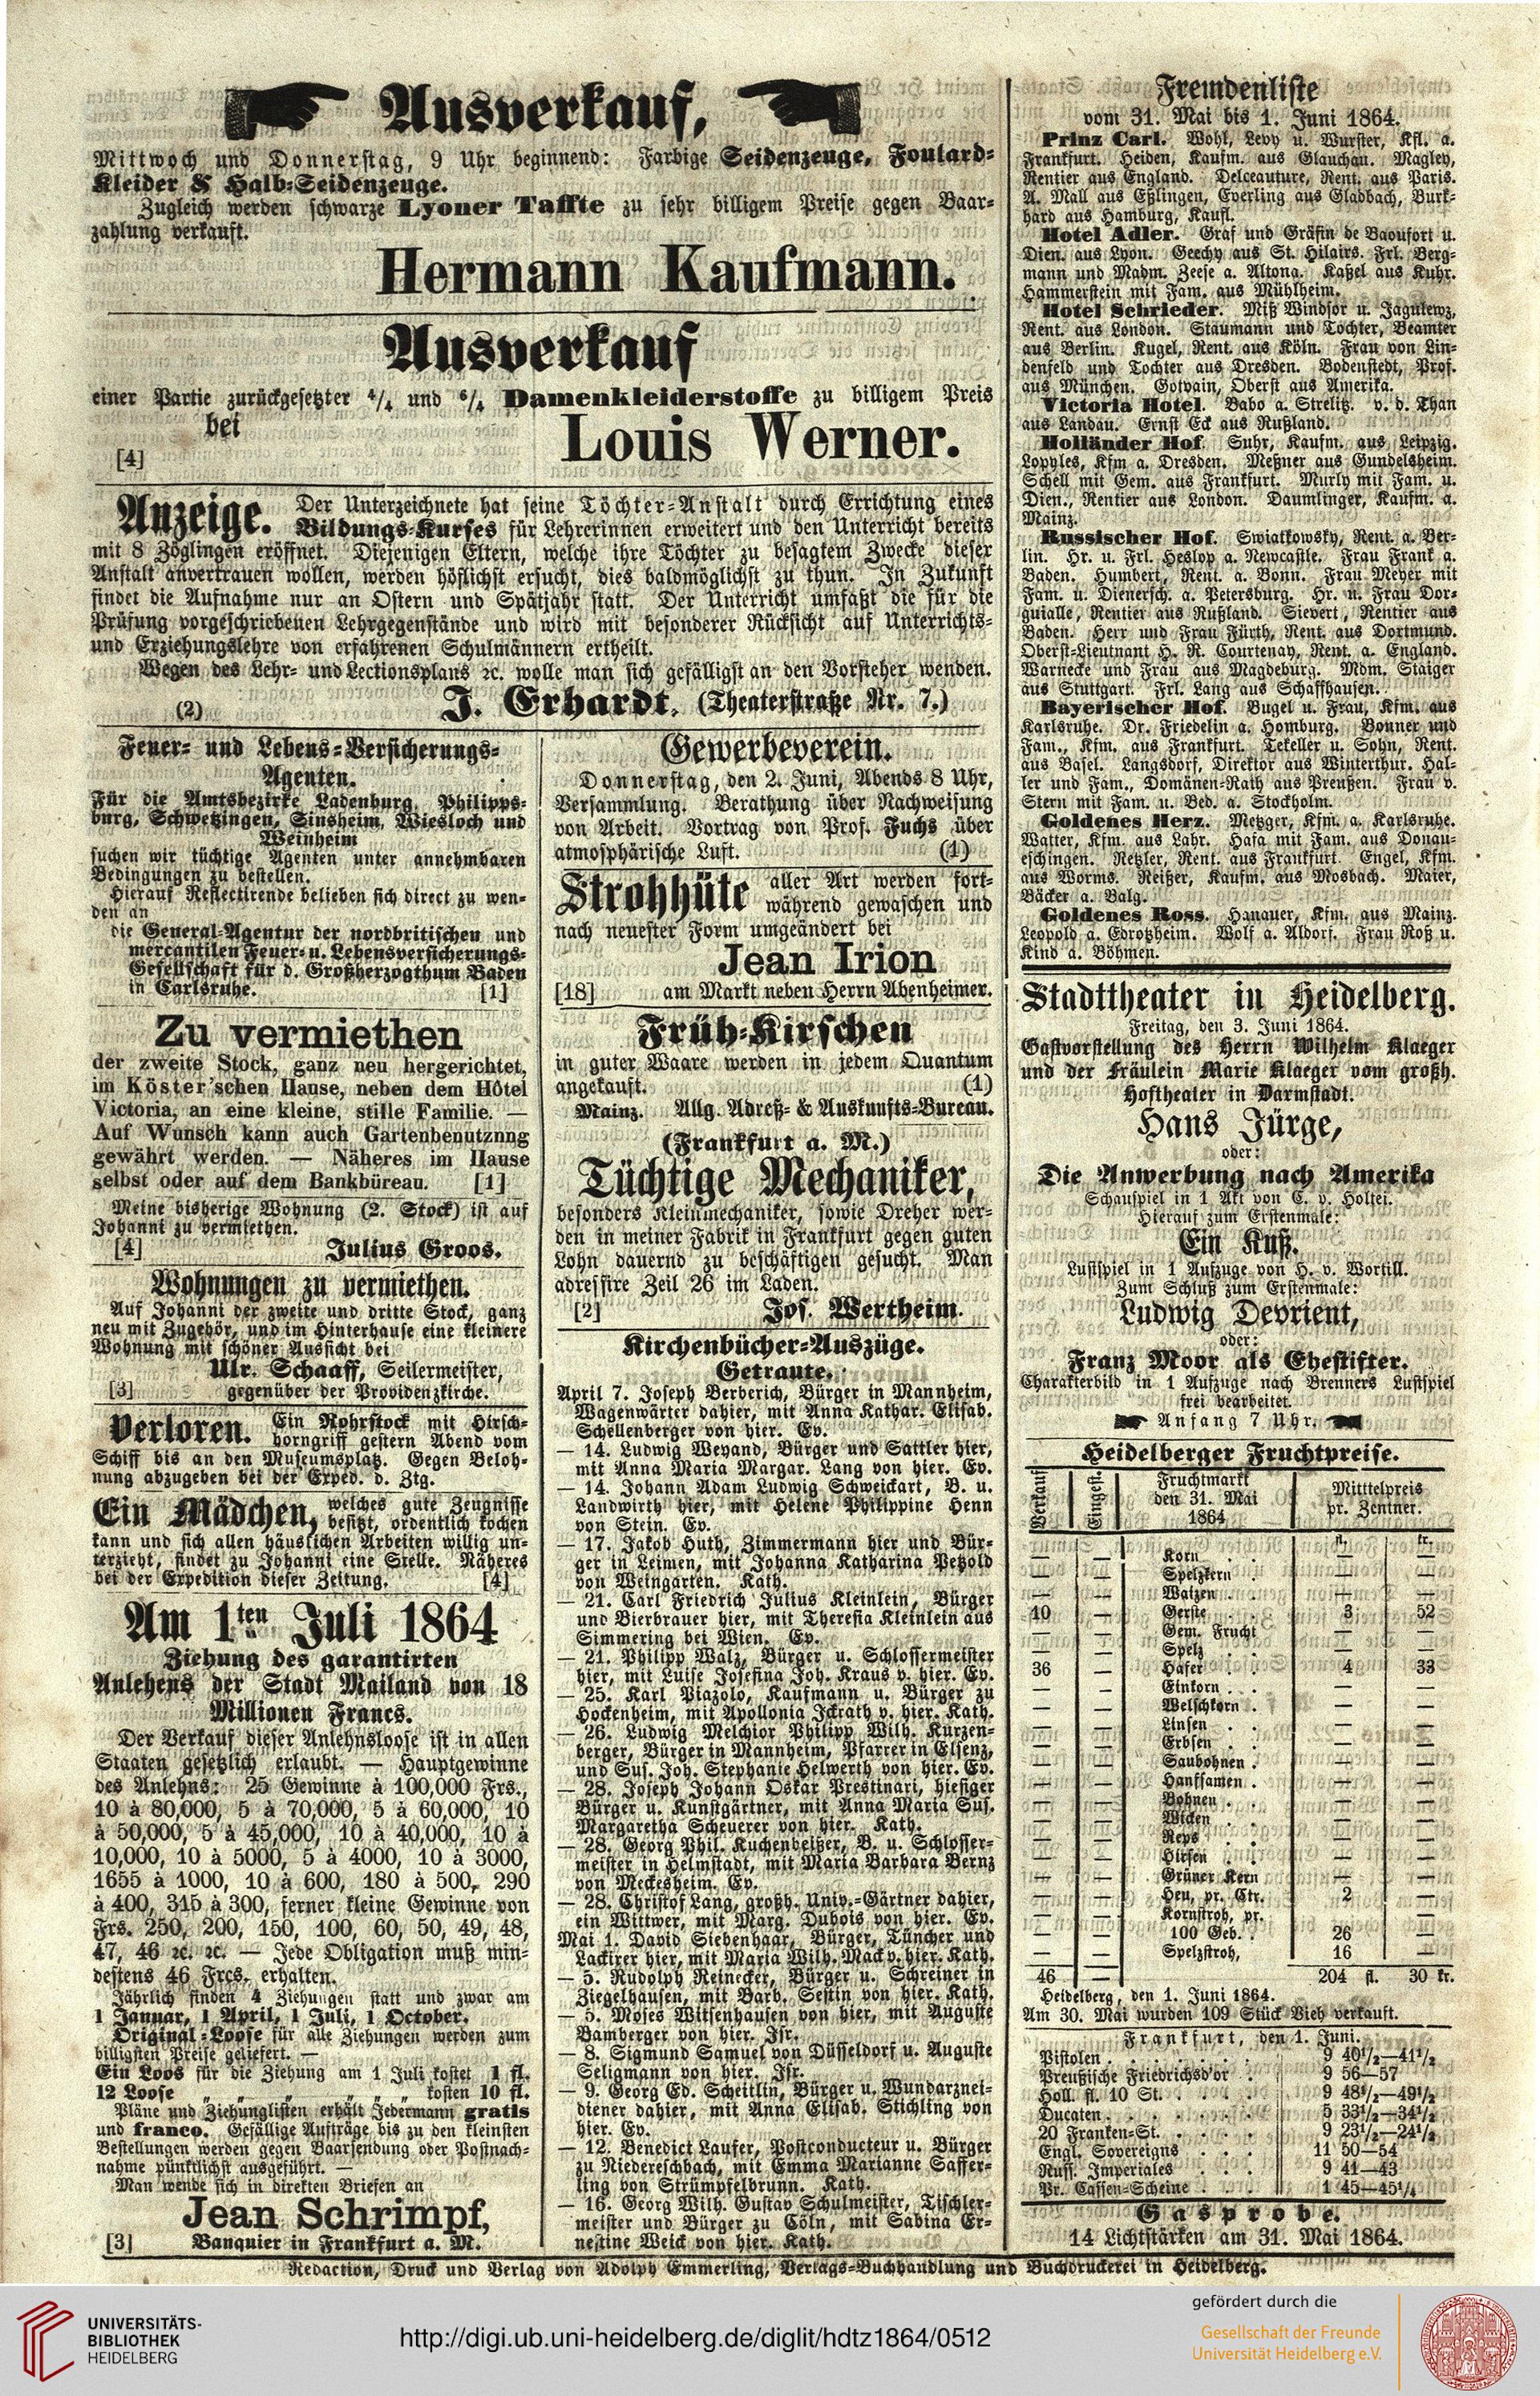 Ausverkauf,
Mittwoch und Donnerstag, 9 Uhr beginnend: Farbige Seidenzeuge, Foulard-
Kleider & Halb-Seidenzeuge.
Zugleich werden schwarze Lyoner Taffte zu sehr billigem Preise gegen Baar-
zahlung verkauft.
Hermann Kaufmann.
Ausverkauf
einer Partie zurückgesetzter 4/4 und 6/4 Damenkleiderstoffe zu billigem Preis
bei
Louis Werner.
[4]
Anzeige. Der Unterzeichnete hat seine Töchter-Anstalt durch Errichtung eines
Bildungs-Kurses für Lehrerinnen erweitert und den Unterricht bereits
mit 8 Zöglingen eröffnet. Diejenigen Eltern, welche ihre Töchter zu besagtem Zwecke dieser
Anstalt anvertrauen wollen, werden höflichst ersucht, dies baldmöglichst zu thun. In Zukunft
findet die Aufnahme nur an Ostern und Spätjahr statt. Der Unterricht umfaßt die für die
Prüfung vorgeschriebenen Lehrgegenstände und wird mit besonderer Rücksicht auf Unterrichts-
und Erziehungslehre von erfahrenen Schulmännern ertheilt.
Wegen des Lehr- und Lectionsplans ꝛc. wolle man sich gefälligst an den Vorsteher wenden.
(2) J. Erhardt, (Theaterstraße Nr. 7.)
Feuer- und Lebens-Versicherungs-
Agenten.
Für die Amtsbezirke Ladenburg, Philipps-
burg, Schwetzingen, Sinsheim, Wiesloch und
Weinheim
suchen wir tüchtige Agenten unter annehmbaren
Bedingungen zu bestellen.
Hierauf Reflectirende belieben sich direct zu wen-
den an
die General-Agentur der nordbritischen und
mercantilen Feuer- u. Lebensversicherungs-
Gesellschaft für d. Großherzogthum Baden
in Carlsruhe. [1]
Zu vermiethen
der zweite Stock, ganz neu hergerichtet,
im Köster'schen Hause, neben dem Hôtel
Victoria, an eine kleine, stille Familie. —
Auf Wunsch kann auch Gartenbenutznng
gewährt werden. — Näheres im Hause
selbst oder auf dem Bankbüreau. [1]
Meine bisherige Wohnung (2. Stock) ist auf
Johanni zu vermiethen.
[4] Julius Groos.
Wohnungen zu vermiethen.
Auf Johanni der zweite und dritte Stock, ganz
neu mit Zugehör, und im Hinterhause eine kleinere
Wohnung mit schöner Aussicht bei
Ulr. Schaaff, Seilermeister,
[3] gegenüber der Providenzkirche.
Verloren. Ein Rohrstock mit Hirsch-
horngriff gestern Abend vom
Schiff bis an den Museumsplatz. Gegen Beloh-
nung abzugeben bei der Exped. d. Ztg.
Ein Mädchen, welches gute Zeugnisse
besitzt, ordentlich kochen
kann und sich allen häuslichen Arbeiten willig un-
terzieht, findet zu Johanni eine Stelle. Näheres
bei der Expedition dieser Zeitung. [4]
Am 1ten Juli 1864
Ziehung des garantirten
Anlehens der Stadt Mailand von 18
Millionen Francs.
Der Verkauf dieser Anlehnsloose ist in allen
Staaten gesetzlich erlaubt. — Hauptgewinne
des Anlehns: 25 Gewinne à 100,000 Frs.,
10 à 80,000, 5 à 70,000, 5 à 60,000, 10
à 50,000, 5 à 45,000, 10 à 40,000, 10 à
10,000, 10 à 5000, 5 à 4000, 10 à 3000,
1655 à 1000, 10 à 600, 180 à 500, 290
à 400, 315 à 300, ferner kleine Gewinne von
Frs. 250, 200, 150, 100, 60, 50, 49, 48,
47, 46 ꝛc. ꝛc. — Jede Obligation muß min-
destens 46 Frcs. erhalten.
Jährlich finden 4 Ziehungen statt und zwar am
1 Januar, 1 April, 1 Juli, 1 October.
Original-Loose für alle Ziehungen werden zum
billigsten Preise geliefert. —
Ein Loos für die Ziehung am 1 Juli kostet 1 fl.
12 Loose „ „ „ „ kosten 10 fl.
Pläne und Ziehunglisten erhält Jedermann gratis
und franco. Gefällige Aufträge bis zu den kleinsten
Bestellungen werden gegen Baarsendung oder Postnach-
nahme pünktlichst ausgeführt. —
Man wende sich in direkten Briefen an
Jean Schrimpf,
[3] Banquier in Frankfurt a. M.
Gewerbeverein.
Donnerstag, den 2. Juni, Abends 8 Uhr,
Versammlung. Berathung über Nachweisung
von Arbeit. Vortrag von Prof. Fuchs über
atmosphärische Luft. (1)
Strohhüte aller Art werden fort-
während gewaschen und
nach neuester Form umgeändert bei
Jean Irion
[18] am Markt neben Herrn Abenheimer.
Früh-Kirschen
in guter Waare werden in jedem Quantum
angekauft. (1)
Mainz. Allg. Adreß- & Auskunfts-Bureau.
(Frankfurt a. M.)
Tüchtige Mechaniker,
besonders Kleinmechaniker, sowie Dreher wer-
den in meiner Fabrik in Frankfurt gegen guten
Lohn dauernd zu beschäftigen gesucht. Man
adressire Zeil 26 im Laden.
[2] Jos. Wertheim.
Kirchenbücher-Auszüge.
Getraute.
April 7. Joseph Berberich, Bürger in Mannheim,
Wagenwärter dahier, mit Anna Kathar. Elisab.
Schellenberger von hier. Ev.
— 14. Ludwig Weyand, Bürger und Sattler hier,
mit Anna Maria Margar. Lang von hier. Ev.
— 14. Johann Adam Ludwig Schweickart, B. u.
Landwirth hier, mit Helene Philippine Henn
von Stein. Ev.
— 17. Jakob Huth, Zimmermann hier und Bür-
ger in Leimen, mit Johanna Katharina Petzold
von Weingarten. Kath.
— 21. Carl Friedrich Julius Kleinlein, Bürger
und Bierbrauer hier, mit Theresia Kleinlein aus
Simmering bei Wien. Ev.
— 21. Philipp Walz, Bürger u. Schlossermeister
hier, mit Luise Josefina Joh. Kraus v. hier. Ev.
— 25. Karl Piazolo, Kaufmann u. Bürger zu
Hockenheim, mit Apollonia Jckrath v. hier. Kath.
— 26. Ludwig Melchior Philipp Wilh. Kurzen-
berger, Bürger in Mannheim, Pfarrer in Elsenz,
und Sus. Joh. Stephanie Helwerth von hier. Ev.
— 28. Joseph Johann Oskar Prestinari, hiesiger
Bürger u. Kunstgärtner, mit Anna Maria Sus.
Margaretha Scheuerer von hier. Kath.
— 28. Georg Phil. Kuchenbeißer, B. u. Schlosser-
meister in Helmstadt, mit Maria Barbara Bernz
von Meckesheim. Ev.
— 28. Christof Lang, großh. Univ.-Gärtner dahier,
ein Wittwer, mit Marg. Dubois von hier. Ev.
Mai 1. David Siebenhaar, Bürger, Tüncher und
Lackirer hier, mit Maria Wilh. Mack v. hier. Kath.
— 5. Rudolph Reinecker, Bürger u. Schreiner in
Ziegelhausen, mit Barb. Sestin von hier. Kath.
— 5. Moses Witsenhausen von hier, mit Auguste
Bamberger von hier. Isr.
— 8. Sigmund Samuel von Düsseldorf u. Auguste
Seligmann von hier. Isr.
— 9. Georg Ed. Scheitlin, Bürger u. Wundarznei-
diener dahier, mit Anna Elisab. Stichling von
hier. Ev.
— 12. Benedict Laufer, Postconducteur u. Bürger
zu Niedereschbach, mit Emma Marianne Saffer-
ling von Strümpfelbrunn. Kath.
— 16. Georg Wilh. Gustav Schulmeister, Tischler-
meister und Bürger zu Cöln, mit Sabina Er-
nestine Weick von hier. Kath.
Fremdenliste
vom 31. Mai bis 1. Juni 1864.
Prinz Carl. Wohl, Levy u. Wurster, Kfl. a.
Frankfurt. Heiden, Kaufm. aus Glauchau. Magley,
Rentier aus England. Delceauture, Rent. aus Paris.
A. Mall aus Eßlingen, Everling aus Gladbach, Burk-
hard aus Hamburg, Kaufl.
Hotel Adler. Graf und Gräfin de Baoufort u.
Dien. aus Lyon. Geechy aus St. Hilairs. Frl. Berg-
mann und Madm. Zeese a. Altona. Kaßel aus Ruhr.
Hammerstein mit Fam. aus Mühlheim.
Hotel Schrieder. Miß Windsor u. Jagulewz,
Rent. aus London. Staumann und Tochter, Beamter
aus Berlin. Kugel, Rent. aus Köln. Frau von Lin-
denfeld und Tochter aus Dresden. Bodenstedt, Prof.
aus München. Gotvain, Oberst aus Amerika.
Victoria Hotel. Babo a. Strelitz. v. d. Than
aus Landau. Ernst Eck aus Rußland.
Holländer Hof. Suhr, Kaufm. aus Leipzig.
Lopyles, Kfm a. Dresden. Meßner aus Gundelsheim.
Schell mit Gem. aus Frankfurt. Murly mit Fam. u.
Dien., Rentier aus London. Daumlinger, Kaufm. a.
Mainz.
Russischer Hof. Swiatkowsky, Rent. a. Ber-
lin. Hr. u. Frl. Heslop a. Newcastle. Frau Frank a.
Baden. Humbert, Rent. a. Bonn. Frau Meyer mit
Fam. u. Dienersch. a. Petersburg. Hr. u. Frau Dor-
guialle, Rentier aus Rußland. Sievert, Rentier aus
Baden. Herr und Frau Fürth, Rent. aus Dortmund.
Oberst-Lieutnant H. R. Courtenay, Rent. a. England.
Warnecke und Frau aus Magdeburg. Mdm. Staiger
aus Stuttgart. Frl. Lang aus Schaffhausen.
Bayerischer Hof. Bugel u. Frau, Kfm. aus
Karlsruhe. Dr. Friedelin a. Homburg. Bonner und
Fam., Kfm. aus Frankfurt. Tekeller u. Sohn, Rent.
aus Basel. Langsdorf, Direktor aus Winterthur. Hal-
ler und Fam., Domänen-Rath aus Preußen. Frau v.
Stern mit Fam. u. Bed. a. Stockholm.
Goldenes Herz. Metzger, Kfm. a. Karlsruhe.
Watter, Kfm. aus Lahr. Hafa mit Fam. aus Donau-
eschingen. Retzler, Rent. aus Frankfurt. Engel, Kfm.
aus Worms. Reißer, Kaufm. aus Mosbach. Maier,
Bäcker a. Balg.
Goldenes Ross. Hanauer, Kfm. aus Mainz.
Leopold a. Edrotzheim. Wolf a. Aldorf. Frau Roß u.
Kind a. Böhmen.
Stadttheater in Heidelberg.
Freitag, den 3. Juni 1864.
Gastvorstellung des Herrn Wilhelm Klaeger
und der Fräulein Marie Klaeger vom großh.
Hoftheater in Darmstadt.
Hans Jürge,
oder:
Die Anwerbung nach Amerika
Schauspiel in 1 Akt von C. v. Holtei.
Hierauf zum Erstenmale:
Ein Kuß.
Lustspiel in 1 Aufzuge von H. v. Wortill.
Zum Schluß zum Erstenmale:
Ludwig Devrient,
oder:
Franz Moor als Ehestifter.
Charakterbild in 1 Aufzuge nach Brenners Lustspiel
frei bearbeitet.
Anfang 7 Uhr.
Heidelberger Fruchtpreise.
Verkauf Eingest. Fruchtmarkt den 31. Mai 1864 Mitttelpreis pr. Zentner.
fl. kr.
— — Korn . . — —
— — Spelzkern . — —
— — Waizen . . — —
10 — Gerste . . 3 52
— — Gem. Frucht — —
— — Spelz . . — —
36 — Hafer . . 4 33
— — Einkorn . . — —
— — Welschkorn . — —
— — Linsen . . — —
— — Erbsen . . — —
— — Saubohnen . — —
— — Hanfsamen . — —
— — Bohnen . . — —
— — Wicken . . — —
— — Reps . . — —
— — Hirsen . . — —
— — Grüner Kern — —
— — Heu, pr. Ctr. 2 —
— — Kornstroh, pr. —
— — 100 Geb. . 26 —
— — Spelzstroh, 16 —
46 — 204 fl. 30 kr.
Heidelberg, den 1. Juni 1864.
Am 30. Mai wurden 109 Stück Vieh verkauft.
Frankfurt, den 1. Juni.
Pistolen . . . 9 40½—41½
Preußische Friedrichsd'or . 9 56—57
Holl. fl. 10 St. . . . 9 48½—49½
Ducaten . . . . 5 33½—34½
20 Franken-St. . . . 9 23½—24½
Engl. Sovereigns . . . 11 50—54
Russ. Imperiales . . . 9 41—43
Pr. Cassen-Scheine . . . 1 45—45¼
Gasprobe.
14 Lichtstärken am 31. Mai 1864.
Redaction, Druck und Verlag von Adolph Emmerling, Verlags-Buchhandlung und Buchdruckerei in Heidelberg.
UNIVERSITÄTS-
BIBLIOTHEK
HEIDELBERG
http://digi.ub.uni-heidelberg.de/diglit/hdtz1864/0512
gefördert durch die
Gesellschaft der Freunde
Universität Heidelberg e.V.